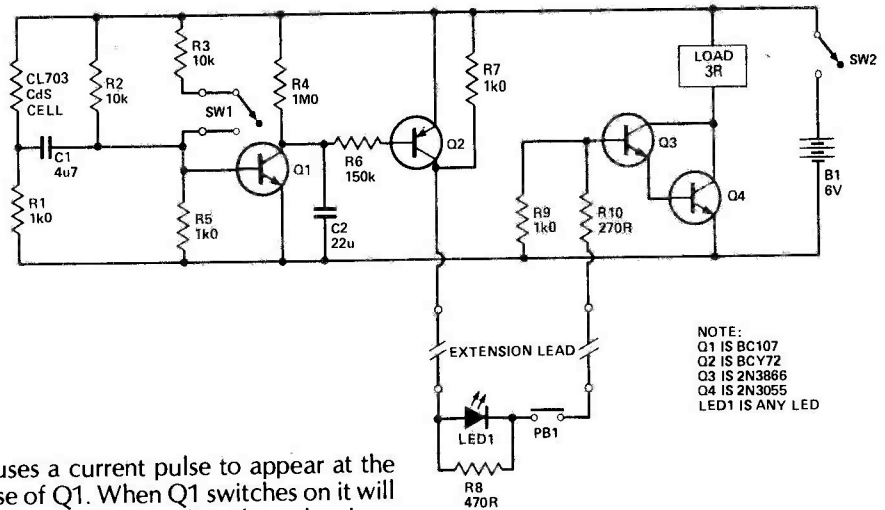 CL703
CdS
CELL
R2
10k
R3
10k
SW1
R4
1M0
R7
1k0
LOAD
3R
SW2
C1
4u7
Q1
R6
150k
Q2
Q3
Q4
B1
6V
R1
1k0
R5
1k0
C2
22u
R9
1k0
R10
270R
EXTENSION LEAD
LED1
PB1
R8
470R
NOTE:
Q1 IS BC107
Q2 IS BCY72
Q3 IS 2N3866
Q4 IS 2N3055
LED1 IS ANY LED
uses a current pulse to appear at the
se of Q1. When Q1 switches on it will